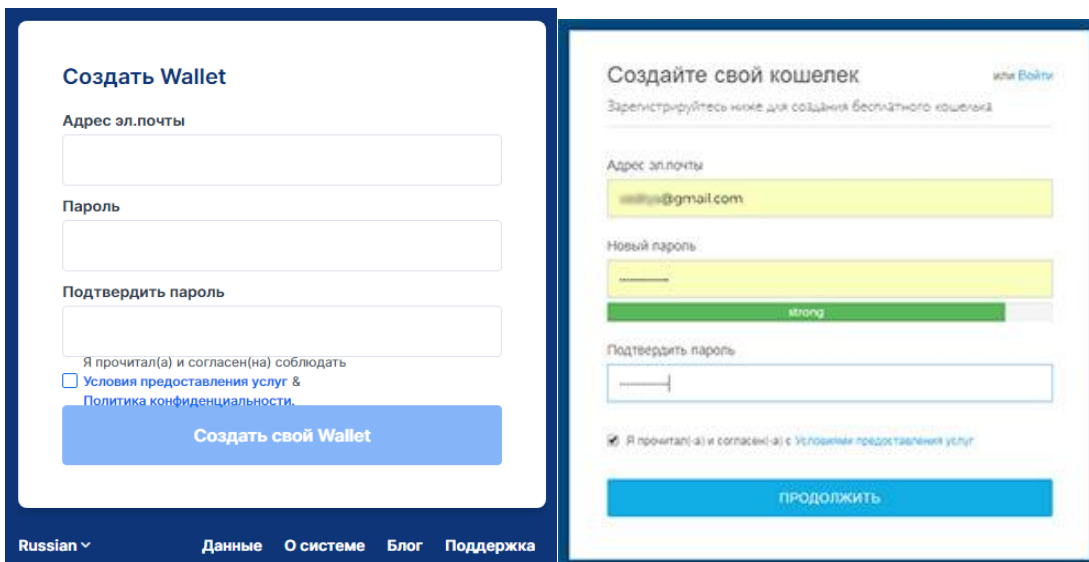 Создать Wallet
Адрес эл.почты
Пароль
Подтвердить пароль
Я прочитал(а) и согласен(на) соблюдать
Условия предоставления услуг &
Политика конфиденциальности.
Создать свой Wallet
Russian
Данные О системе Блог Поддержка
Создайте свой кошелек
или Войти
Зарегистрируйтесь ниже для создания бесплатного кошелька
Адрес эл.почты
@gmail.com
Новый пароль
strong
Подтвердить пароль
Я прочитал(-а) и согласен(-а) с Условиями предоставления услуг
ПРОДОЛЖИТЬ